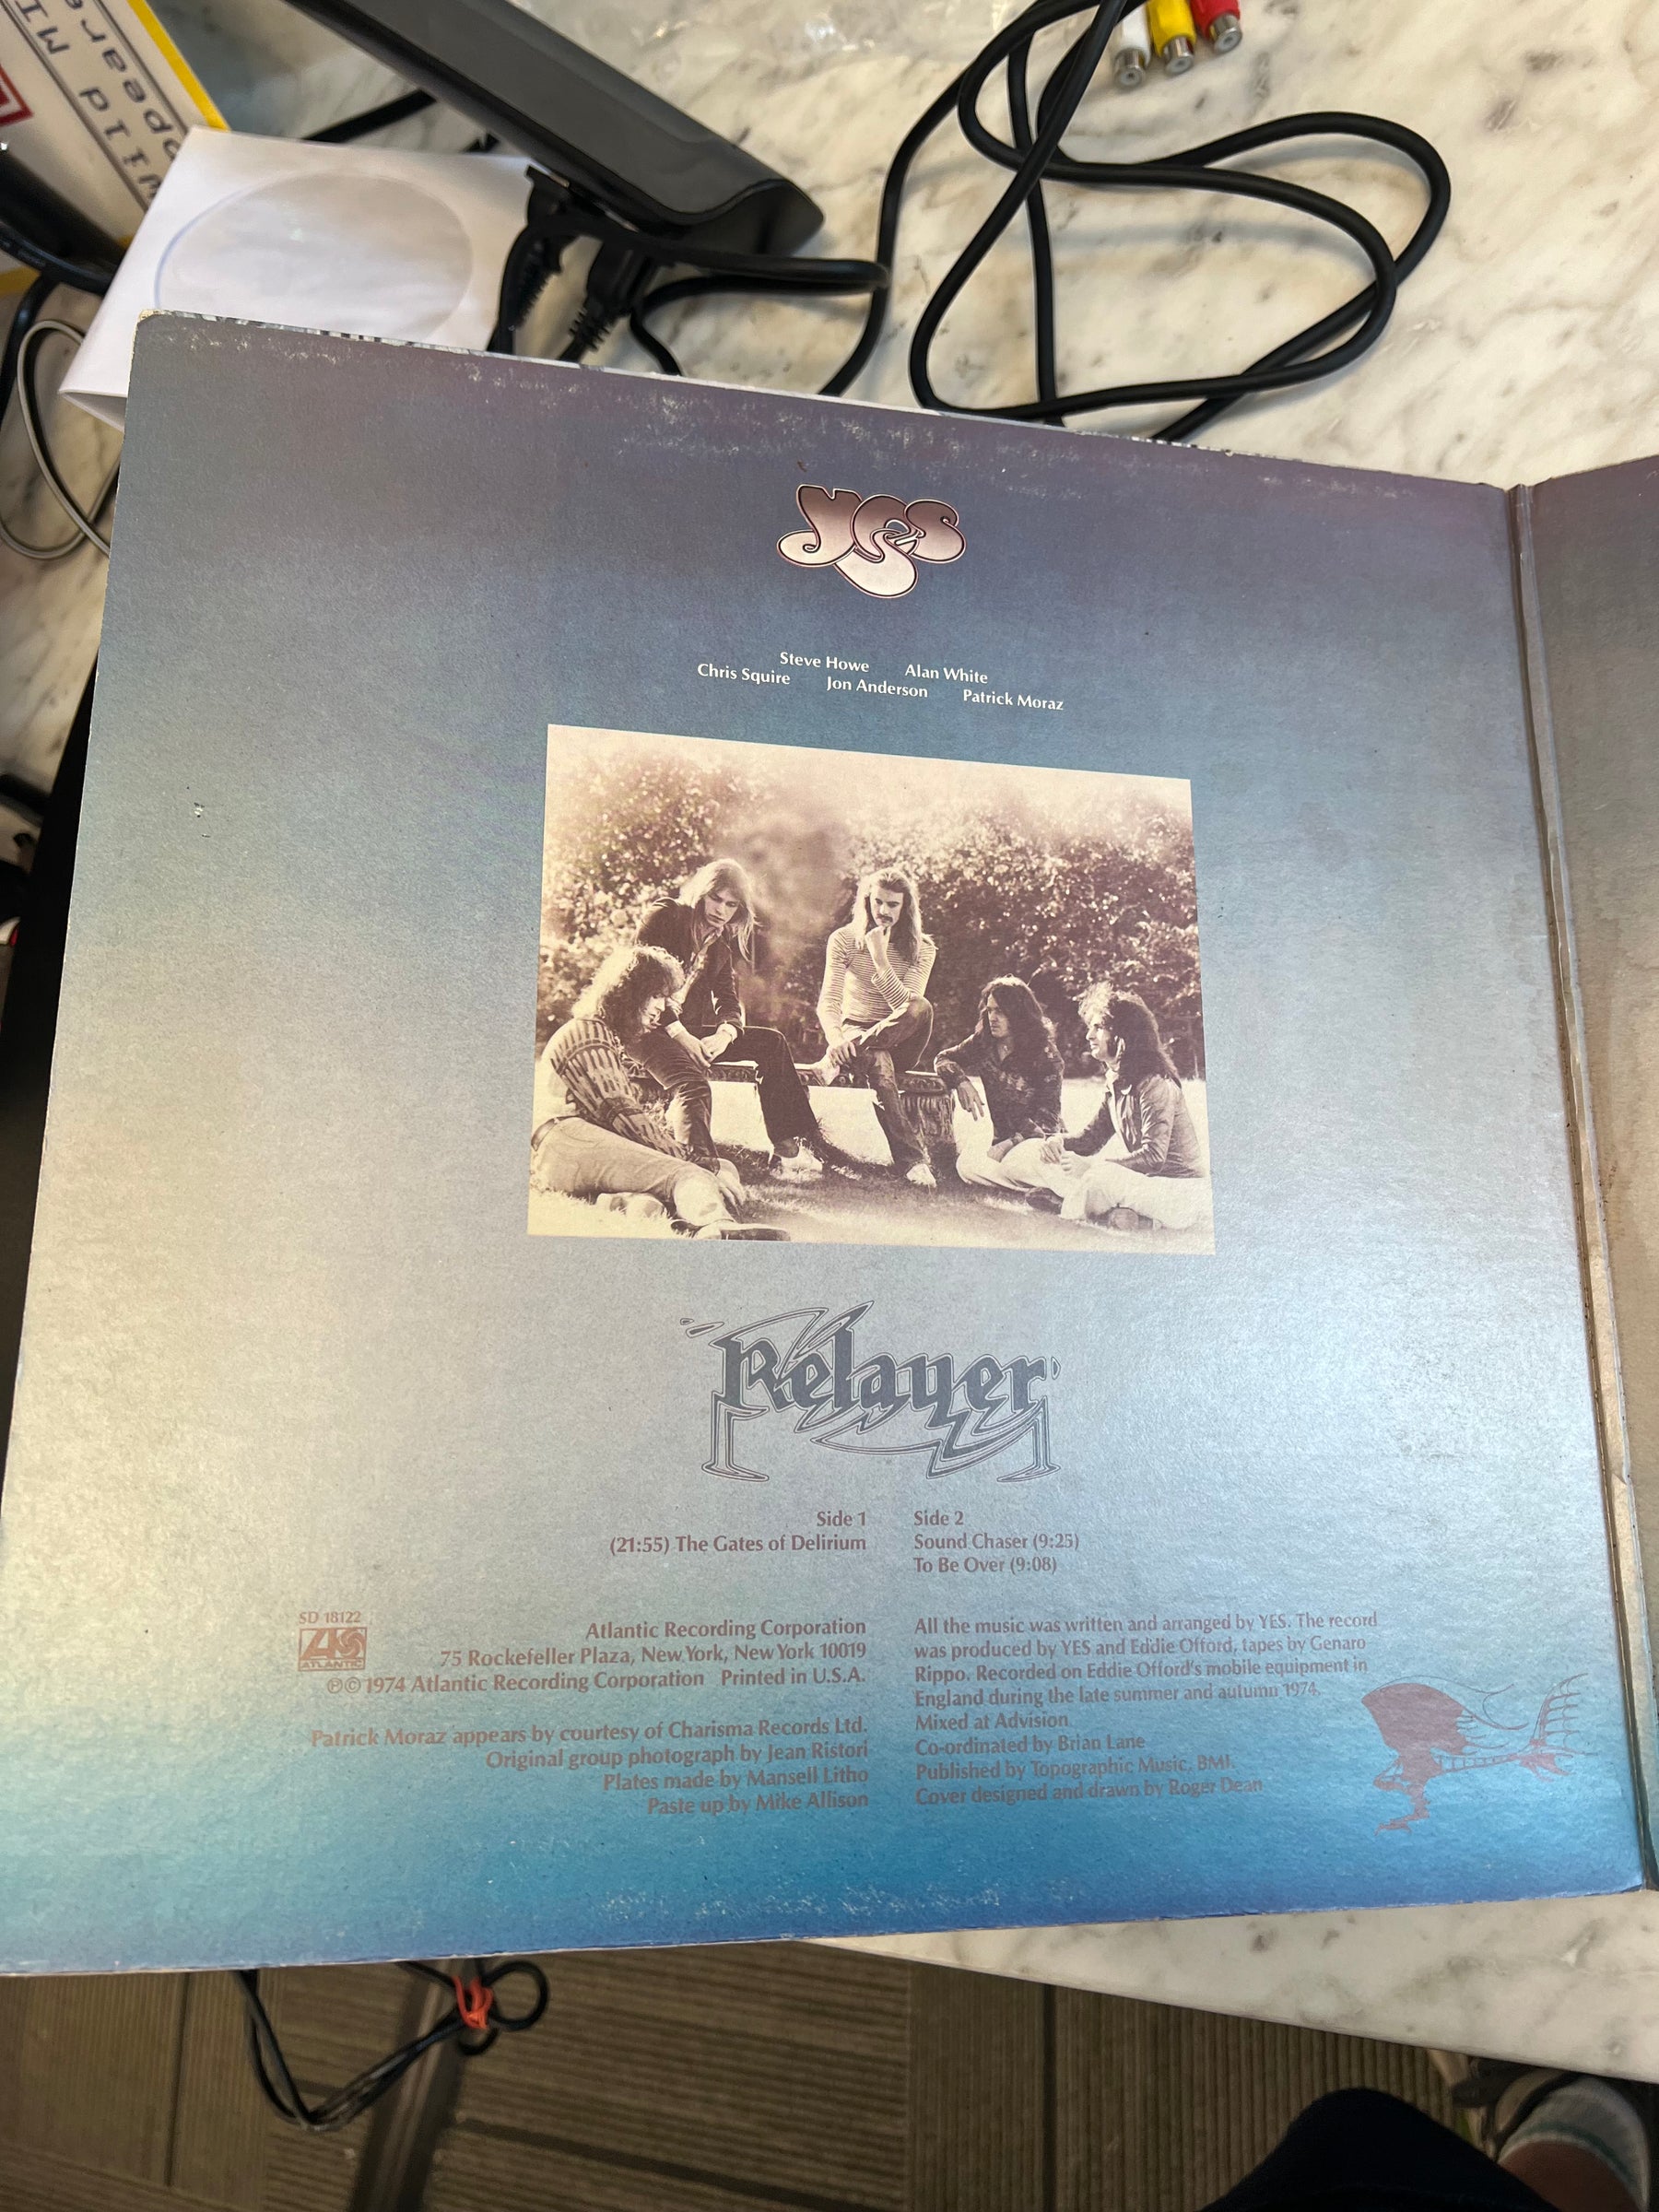 yes
Steve Howe Alan White
Chris Squire Jon Anderson Patrick Moraz
Relayer
Side 1
(21:55) The Gates of Delirium
Side 2
Sound Chaser (9:25)
To Be Over (9:08)
SD 18122
ATLANTIC
Atlantic Recording Corporation
75 Rockefeller Plaza, New York, New York 10019
℗© 1974 Atlantic Recording Corporation Printed in U.S.A.
Patrick Moraz appears by courtesy of Charisma Records Ltd.
Original group photograph by Jean Ristori
Plates made by Mansell Litho
Paste up by Mike Allison
All the music was written and arranged by YES. The record
was produced by YES and Eddie Offord, tapes by Genaro
Rippo. Recorded on Eddie Offord's mobile equipment in
England during the late summer and autumn 1974.
Mixed at Advision.
Co-ordinated by Brian Lane
Published by Topographic Music, BMI.
Cover designed and drawn by Roger Dean